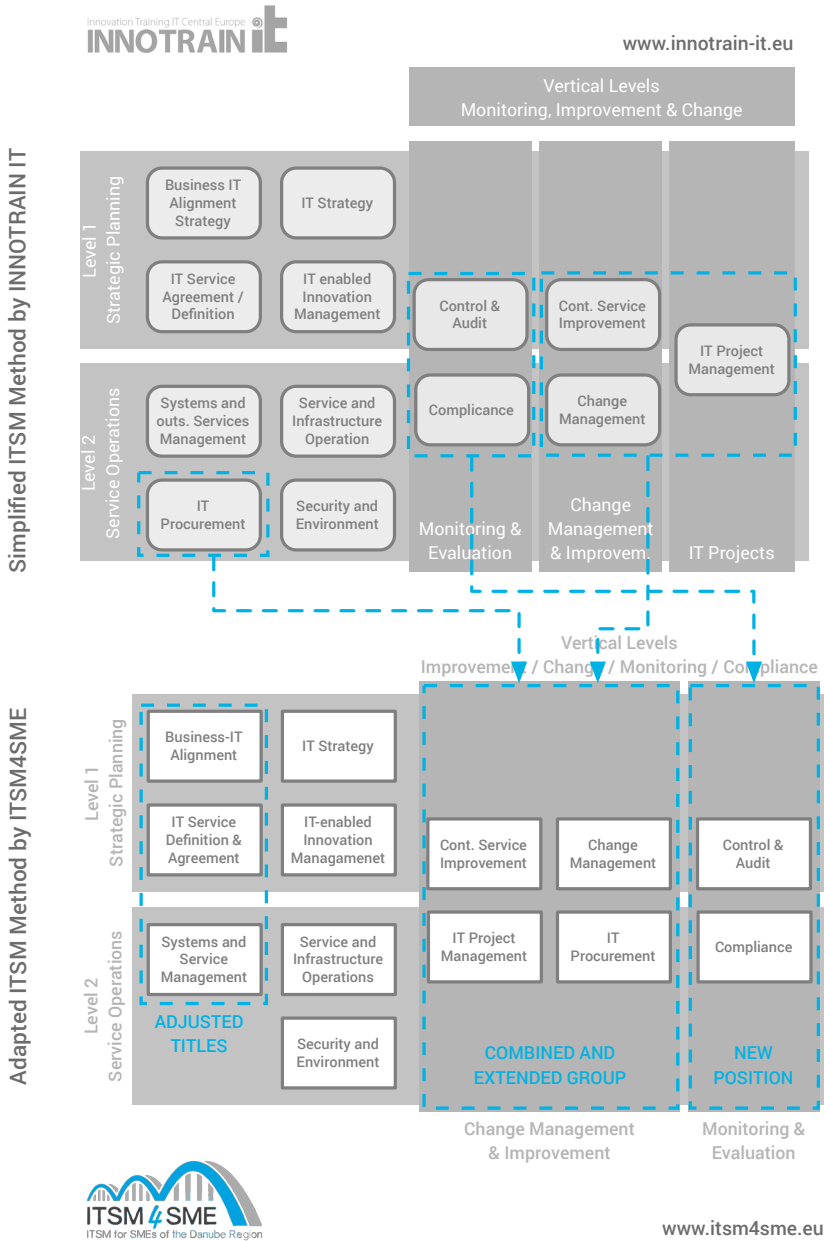 Innovation Training IT Central Europe
INNOTRAIN it
www.innotrain-it.eu
Simplified ITSM Method by INNOTRAIN IT
Vertical Levels
Monitoring, Improvement & Change
Level 1
Strategic Planning
Business IT
Alignment
Strategy
IT Strategy
IT Service
Agreement /
Definition
IT enabled
Innovation
Management
Control &
Audit
Cont. Service
Improvement
IT Project
Management
Level 2
Service Operations
Systems and
outs. Services
Management
Service and
Infrastructure
Operation
Complicance
Change
Management
IT
Procurement
Security and
Environment
Monitoring &
Evaluation
Change
Management
& Improvem.
IT Projects
Adapted ITSM Method by ITSM4SME
Vertical Levels
Improvement / Change / Monitoring / Compliance
Level 1
Strategic Planning
Business-IT
Alignment
IT Strategy
IT Service
Definition &
Agreement
IT-enabled
Innovation
Managamenet
Cont. Service
Improvement
Change
Management
Control &
Audit
Level 2
Service Operations
Systems and
Service
Management
Service and
Infrastructure
Operations
IT Project
Management
IT
Procurement
Compliance
ADJUSTED
TITLES
Security and
Environment
COMBINED AND
EXTENDED GROUP
NEW
POSITION
Change Management
& Improvement
Monitoring &
Evaluation
ITSM 4 SME
ITSM for SMEs of the Danube Region
www.itsm4sme.eu